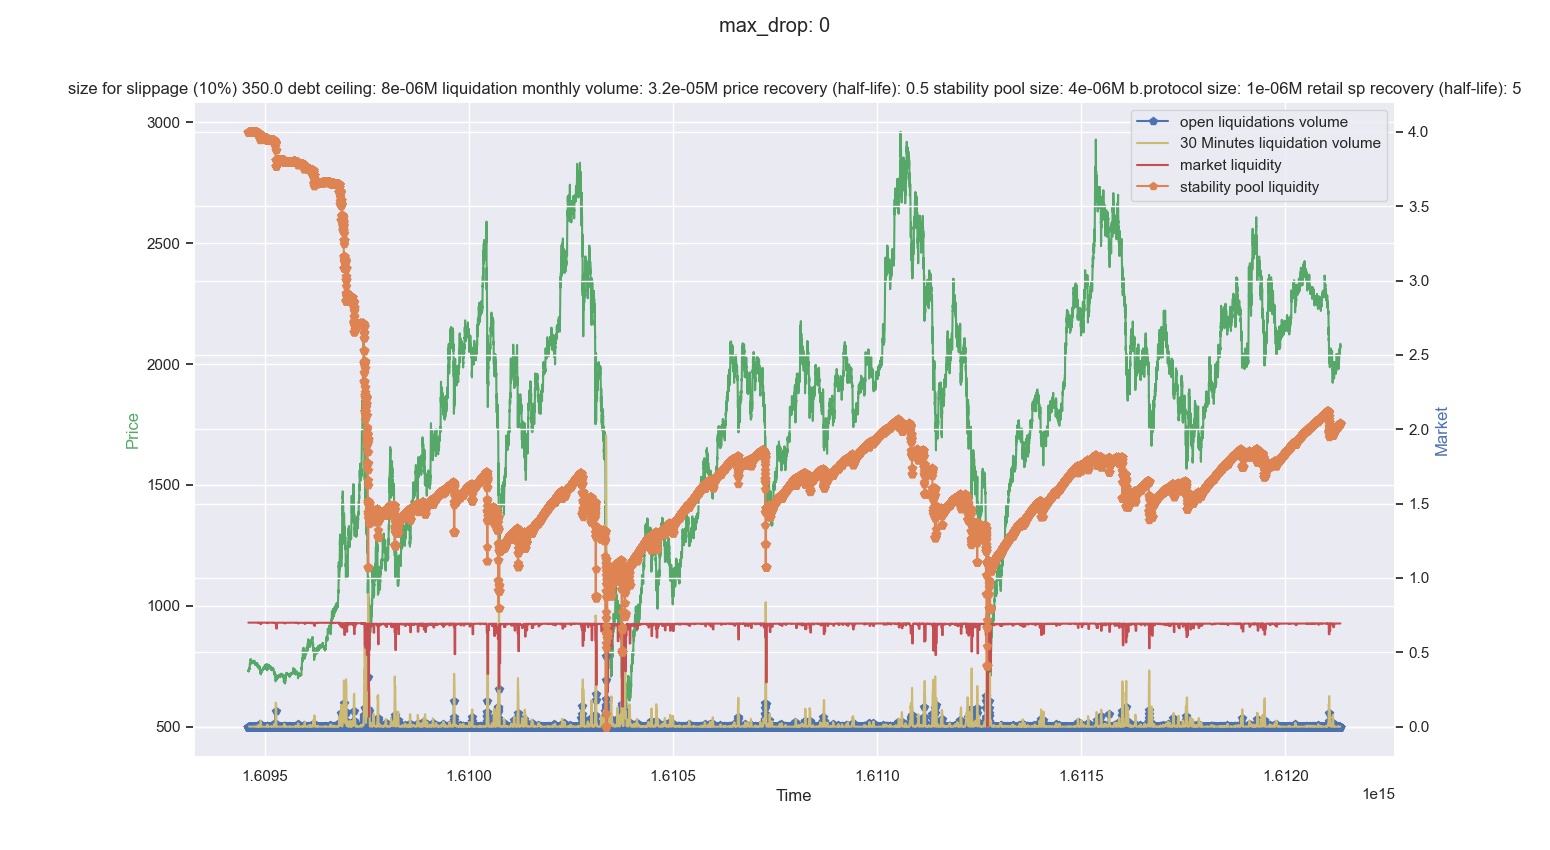 max_drop: 0
size for slippage (10%) 350.0 debt ceiling: 8e-06M liquidation monthly volume: 3.2e-05M price recovery (half-life): 0.5 stability pool size: 4e-06M b.protocol size: 1e-06M retail sp recovery (half-life): 5
open liquidations volume
30 Minutes liquidation volume
market liquidity
stability pool liquidity
3000
2500
2000
1500
1000
500
Price
4.0
3.5
3.0
2.5
2.0
1.5
1.0
0.5
0.0
Market
1.6095 1.6100 1.6105 1.6110 1.6115 1.6120
Time
1e15